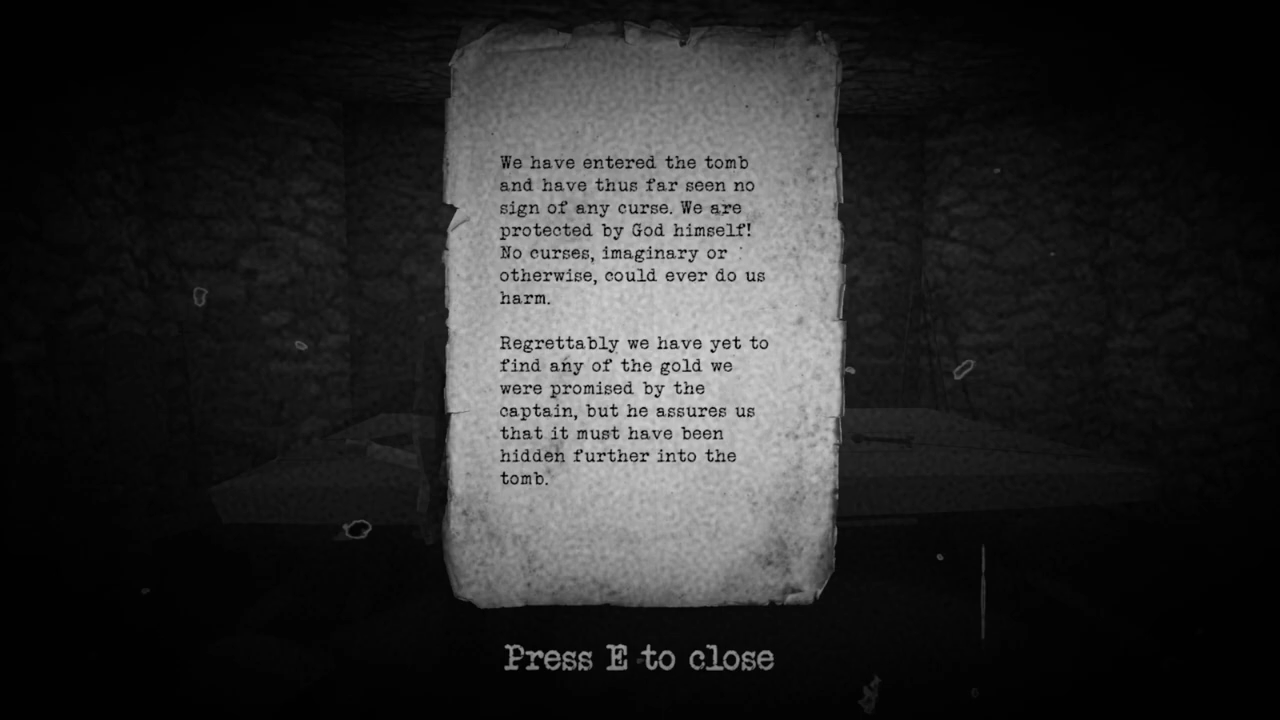 We have entered the tomb
and have thus far seen no
sign of any curse. We are
protected by God himself!
No curses, imaginary or
otherwise, could ever do us
harm.
Regrettably we have yet to
find any of the gold we
were promised by the
captain, but he assures us
that it must have been
hidden further into the
tomb.
Press E to close